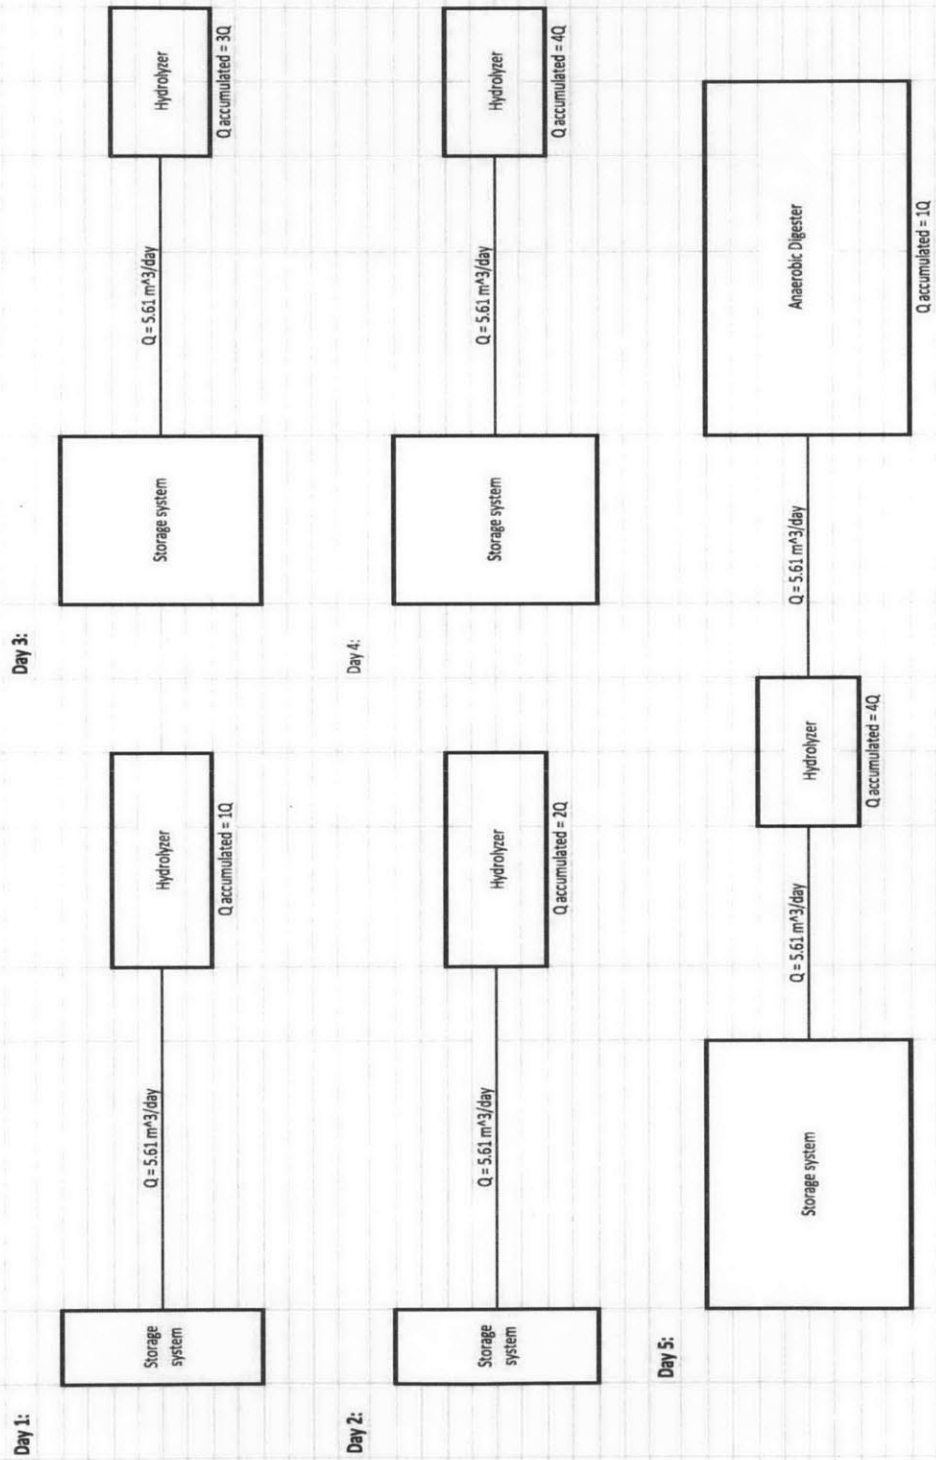 Day 1:
Storage
system
Q = 5.61 m^3/day
Hydrolyzer
Q accumulated = 1Q
Day 3:
Storage system
Q = 5.61 m^3/day
Hydrolyzer
Q accumulated = 3Q
Day 2:
Storage
system
Q = 5.61 m^3/day
Hydrolyzer
Q accumulated = 2Q
Day 4:
Storage system
Q = 5.61 m^3/day
Hydrolyzer
Q accumulated = 4Q
Day 5:
Storage system
Q = 5.61 m^3/day
Hydrolyzer
Q accumulated = 4Q
Q = 5.61 m^3/day
Anaerobic Digester
Q accumulated = 1Q